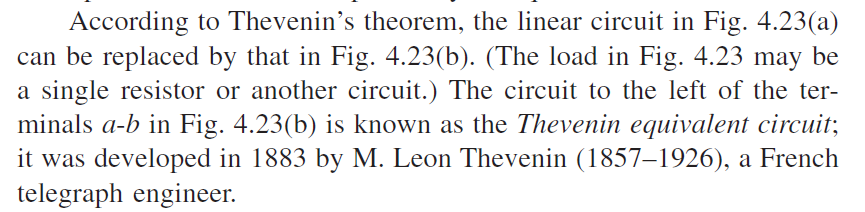 According to Thevenin’s theorem, the linear circuit in Fig. 4.23(a)
can be replaced by that in Fig. 4.23(b). (The load in Fig. 4.23 may be
a single resistor or another circuit.) The circuit to the left of the ter-
minals a-b in Fig. 4.23(b) is known as the Thevenin equivalent circuit;
it was developed in 1883 by M. Leon Thevenin (1857–1926), a French
telegraph engineer.